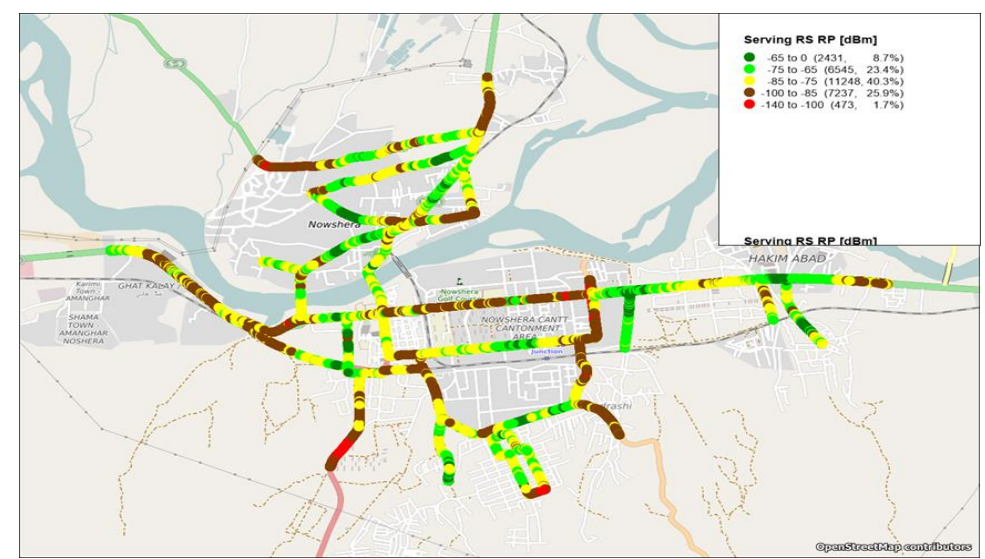 Serving RS RP [dBm]
-65 to 0 (2431, 8.7%)
-75 to -65 (6545, 23.4%)
-85 to -75 (11248, 40.3%)
-100 to -85 (7237, 25.9%)
-140 to -100 (473, 1.7%)
Serving RS RP [dBm]
Nowshera
HAKIM ABAD
Karimi
Town
AMANGHAR
GHAT KALAY
SHAMA
TOWN
AMANGHAR
NOSHERA
Nowshera
Golf Cour
NOWSHERA CANTT
CANTONMENT
AREA
Junction
drashi
OpenStreetMap contributors